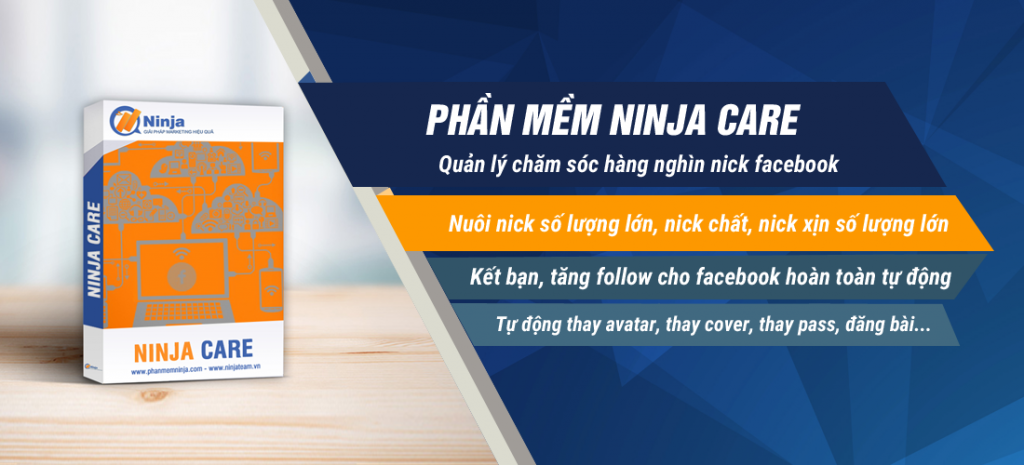 Ninja
GIẢI PHÁP MARKETING HIỆU QUẢ
NINJA CARE
NINJA CARE
www.phanmemninja.com - www.ninjateam.vn
PHẦN MỀM NINJA CARE
Quản lý chăm sóc hàng nghìn nick facebook
Nuôi nick số lượng lớn, nick chất, nick xịn số lượng lớn
Kết bạn, tăng follow cho facebook hoàn toàn tự động
Tự động thay avatar, thay cover, thay pass, đăng bài...